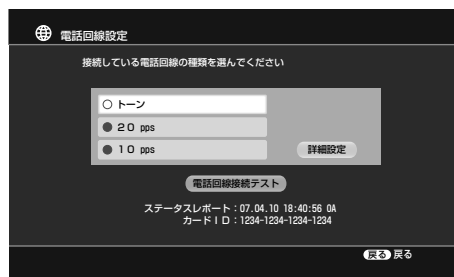 電話回線設定
接続している電話回線の種類を選んでください
○ トーン
● 20 pps
● 10 pps
詳細設定
電話回線接続テスト
ステータスレポート：07.04.10 18:40:56 0A
カードID：1234-1234-1234-1234
戻る 戻る